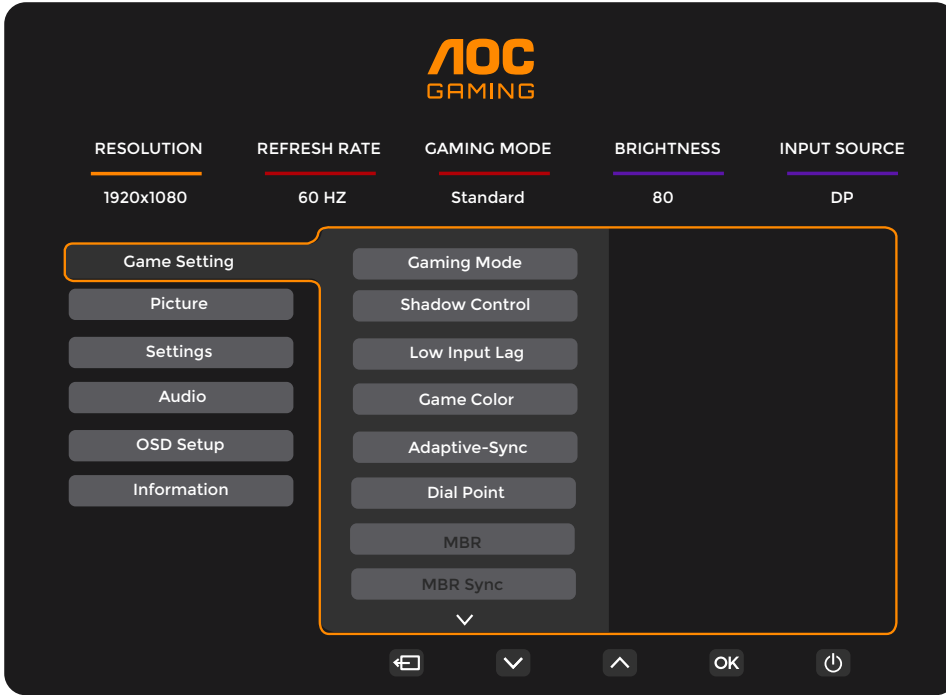 AOC
GAMING
RESOLUTION REFRESH RATE GAMING MODE BRIGHTNESS INPUT SOURCE
1920x1080 60 HZ Standard 80 DP
Game Setting
Picture
Settings
Audio
OSD Setup
Information
Gaming Mode
Shadow Control
Low Input Lag
Game Color
Adaptive-Sync
Dial Point
MBR
MBR Sync
OK